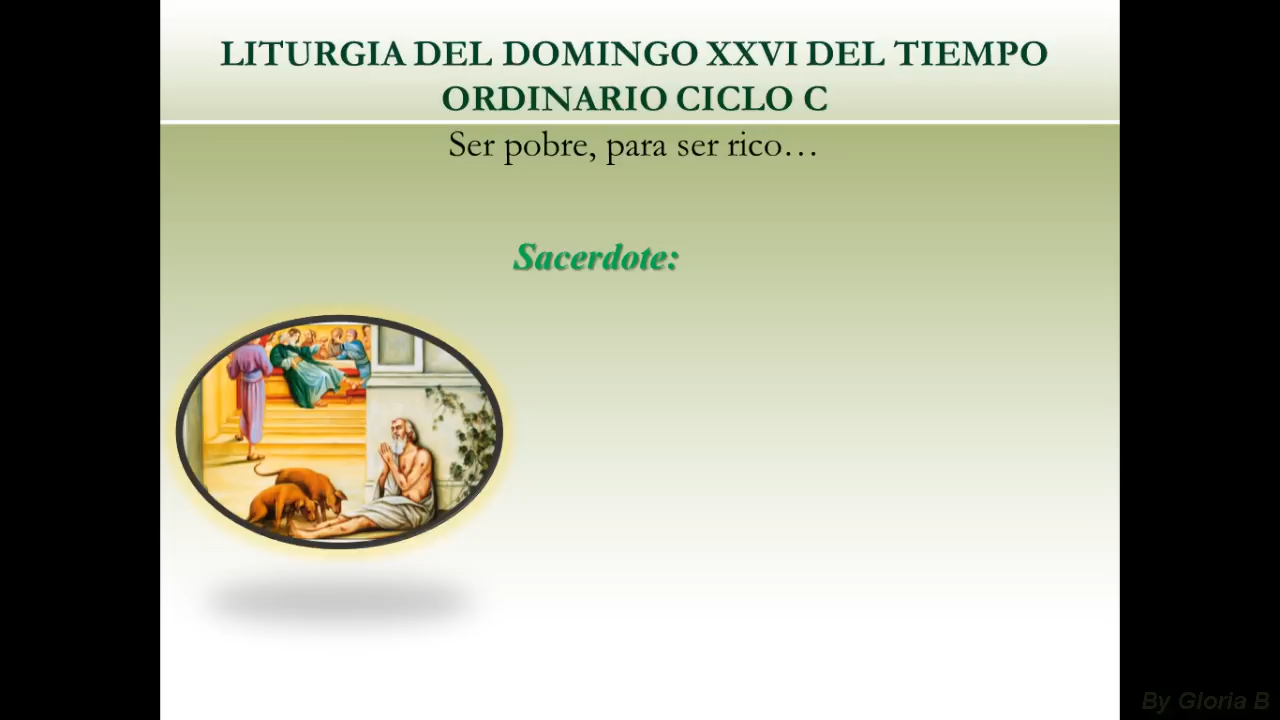 LITURGIA DEL DOMINGO XXVI DEL TIEMPO
ORDINARIO CICLO C
Ser pobre, para ser rico…
Sacerdote:
By Gloria B